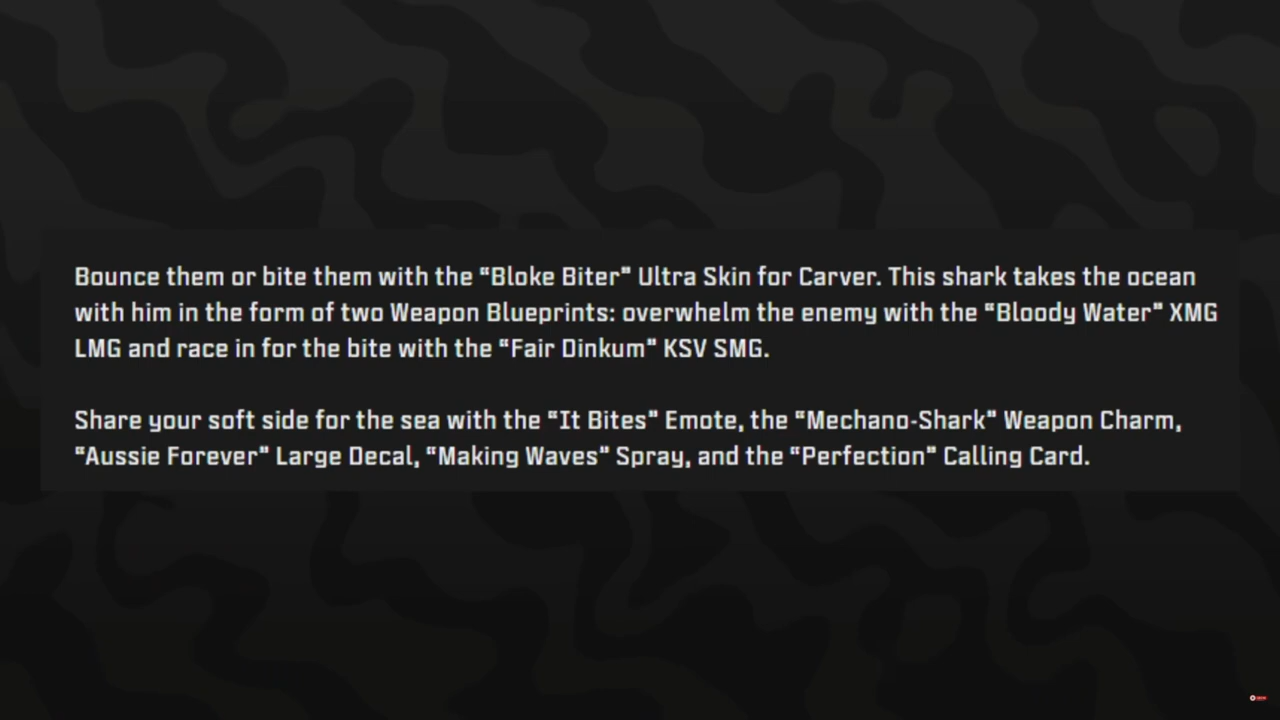 Bounce them or bite them with the “Bloke Biter” Ultra Skin for Carver. This shark takes the ocean
with him in the form of two Weapon Blueprints: overwhelm the enemy with the “Bloody Water” XMG
LMG and race in for the bite with the “Fair Dinkum” KSV SMG.
Share your soft side for the sea with the “It Bites” Emote, the “Mechano-Shark” Weapon Charm,
“Aussie Forever” Large Decal, “Making Waves” Spray, and the “Perfection” Calling Card.